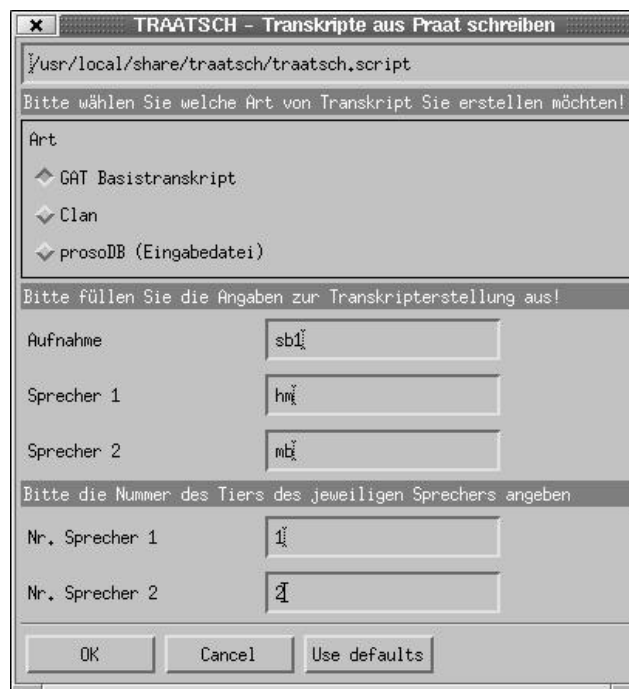 TRAATSCH - Transkripte aus Praat schreiben
/usr/local/share/traatsch/traatsch.script
Bitte wählen Sie welche Art von Transkript Sie erstellen möchten!
Art
GAT Basistranskript
Clan
prosoDB (Eingabedatei)
Bitte füllen Sie die Angaben zur Transkripterstellung aus!
Aufnahme sb1
Sprecher 1 hm
Sprecher 2 mb
Bitte die Nummer des Tiers des jeweiligen Sprechers angeben
Nr. Sprecher 1 1
Nr. Sprecher 2 2
OK Cancel Use defaults